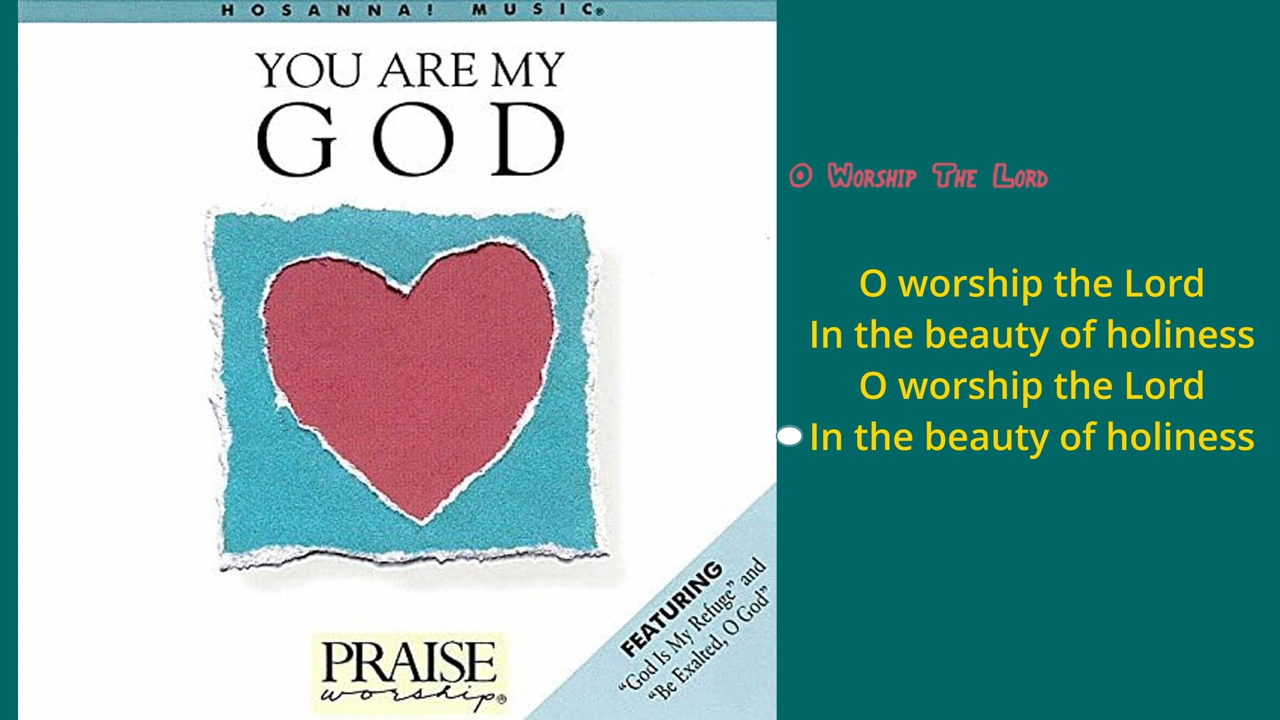 HOSANNA! MUSIC®
YOU ARE MY
GOD
PRAISE
worship®
FEATURING
“God Is My Refuge” and
“Be Exalted, O God”
O Worship The Lord
O worship the Lord
In the beauty of holiness
O worship the Lord
In the beauty of holiness